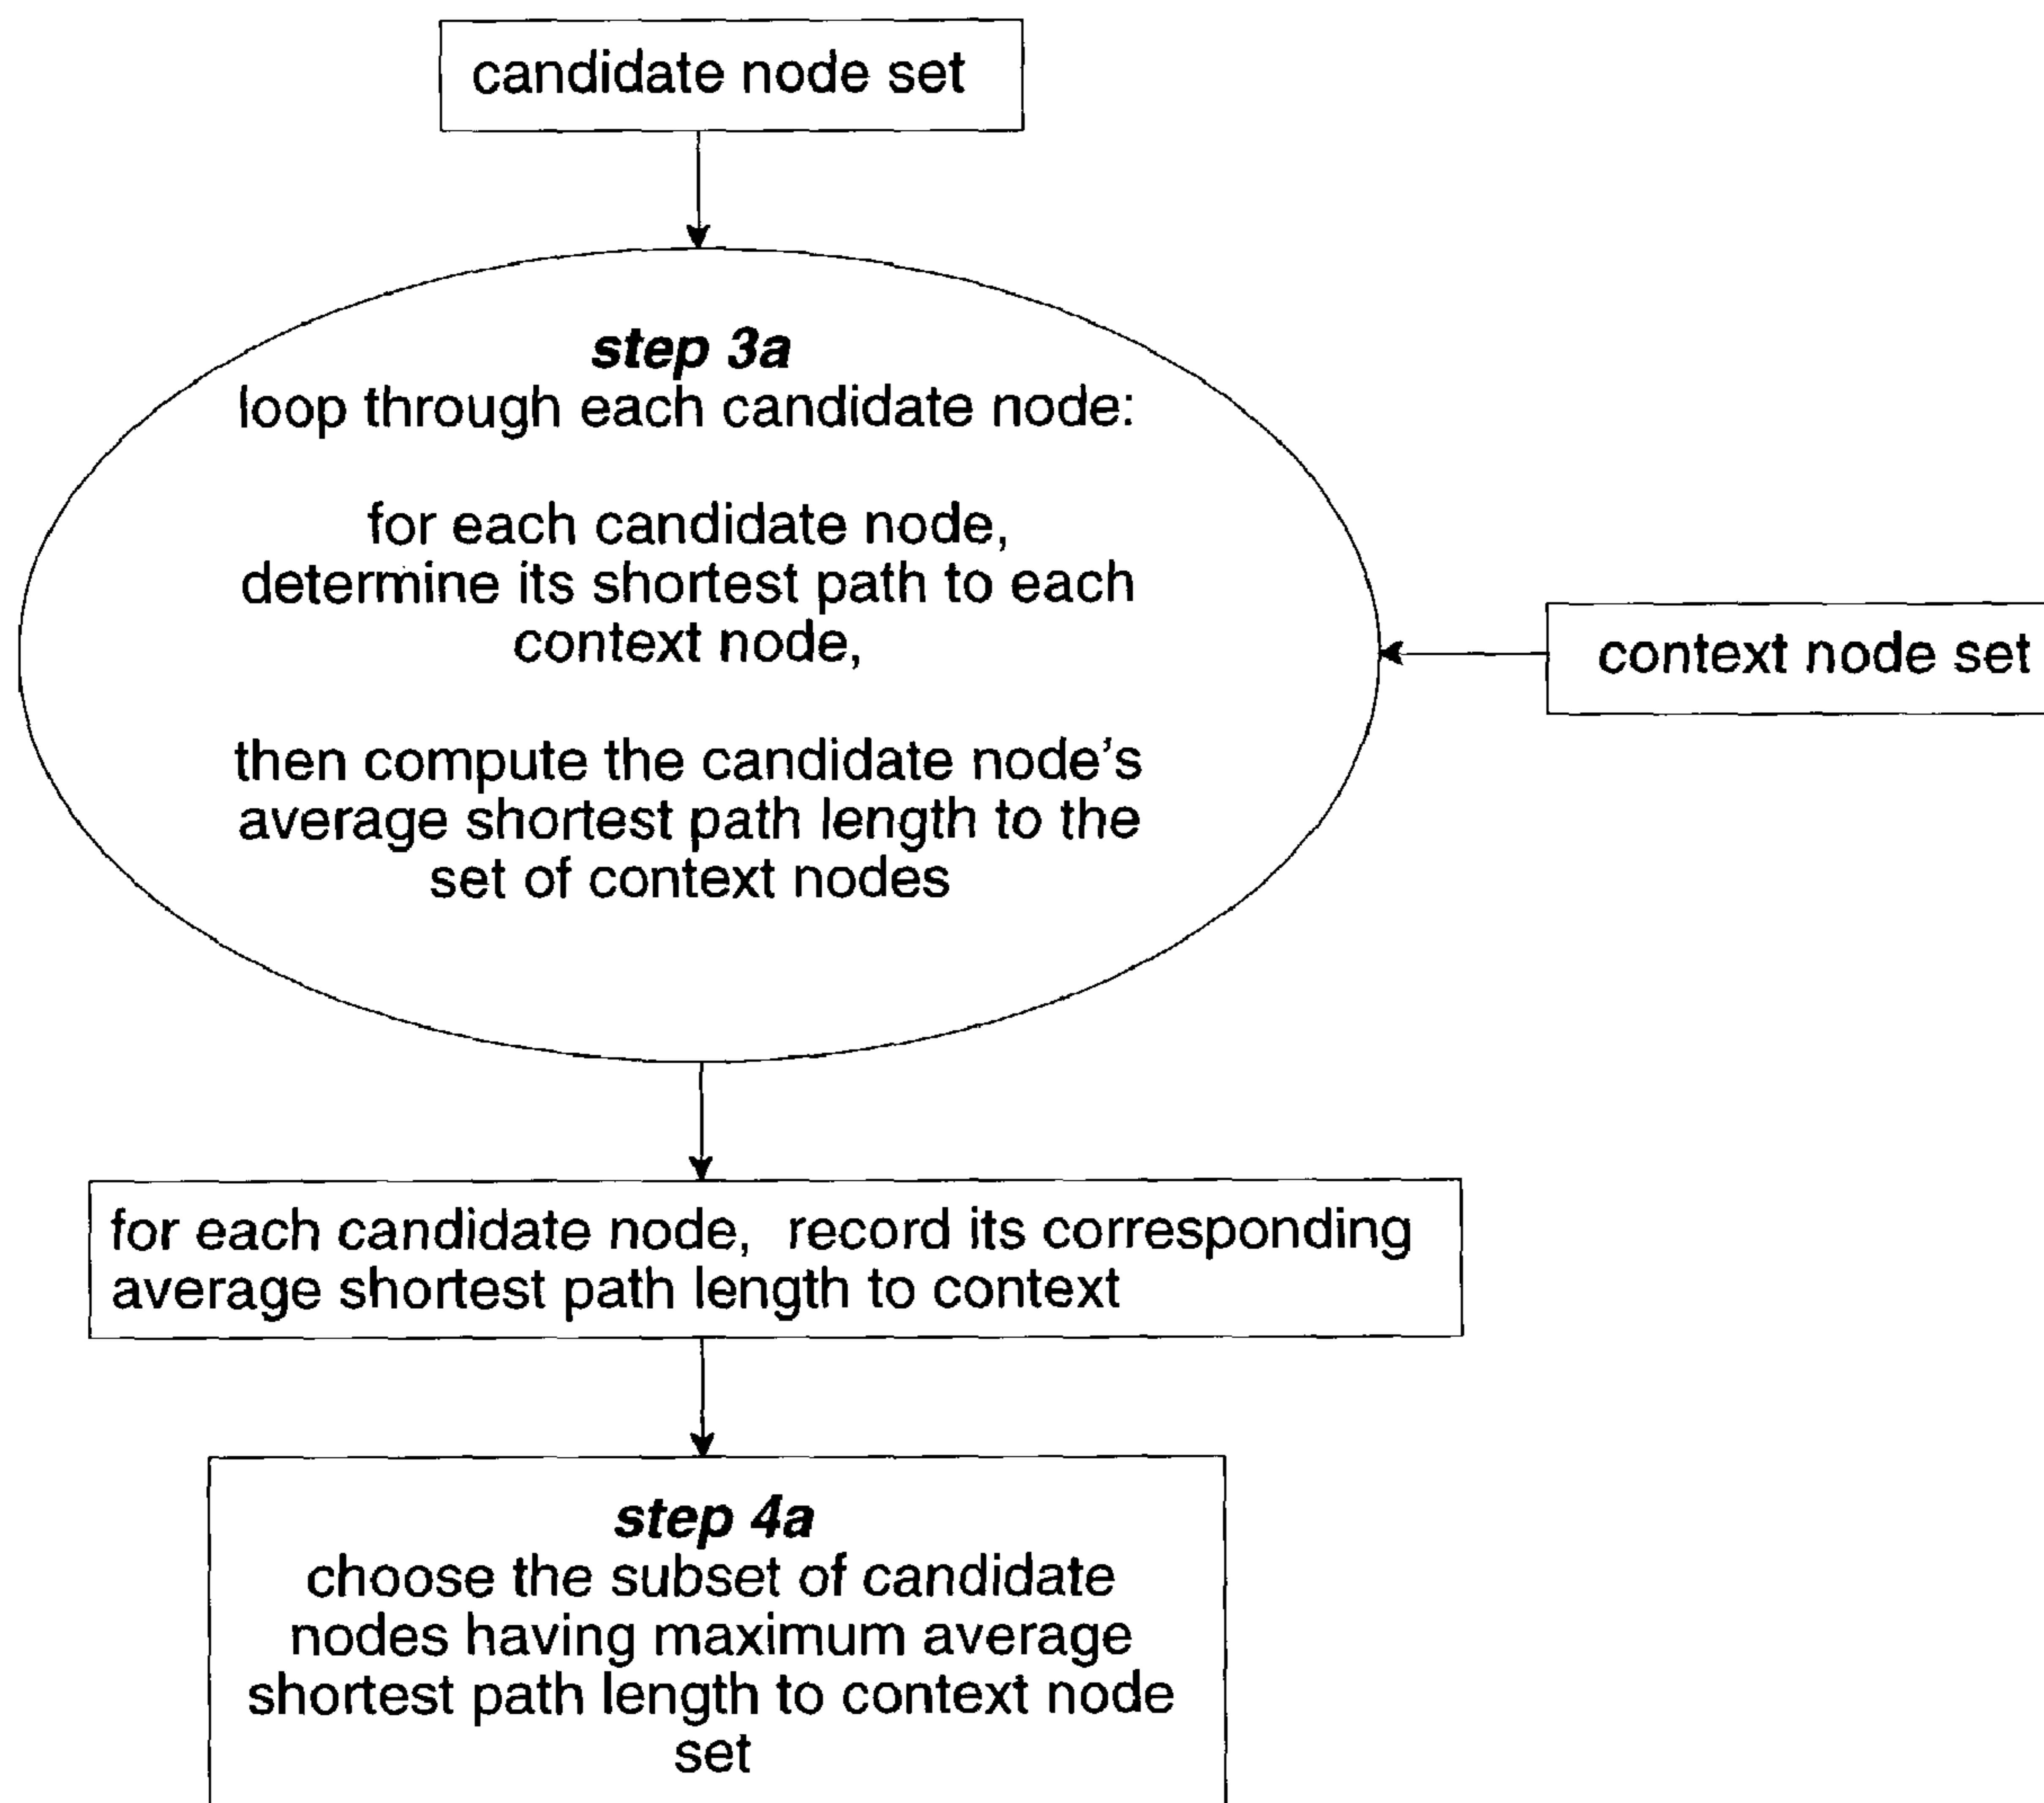 candidate node set
step 3a
loop through each candidate node:
for each candidate node,
determine its shortest path to each
context node,
then compute the candidate node's
average shortest path length to the
set of context nodes
context node set
for each candidate node, record its corresponding
average shortest path length to context
step 4a
choose the subset of candidate
nodes having maximum average
shortest path length to context node
set